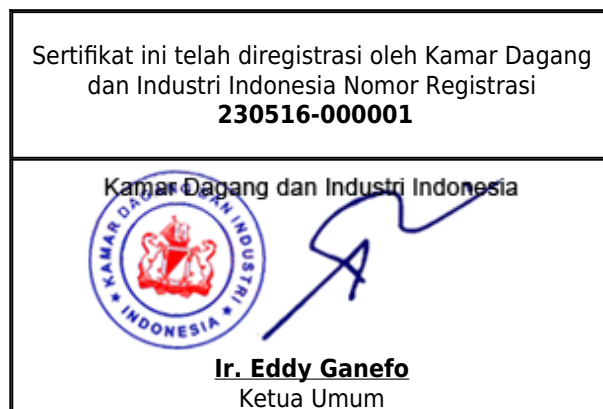 Sertifikat ini telah diregistrasi oleh Kamar Dagang
dan Industri Indonesia Nomor Registrasi
230516-000001
Kamar Dagang dan Industri Indonesia
KAMAR DAGANG DAN INDUSTRI
INDONESIA
Ir. Eddy Ganefo
Ketua Umum